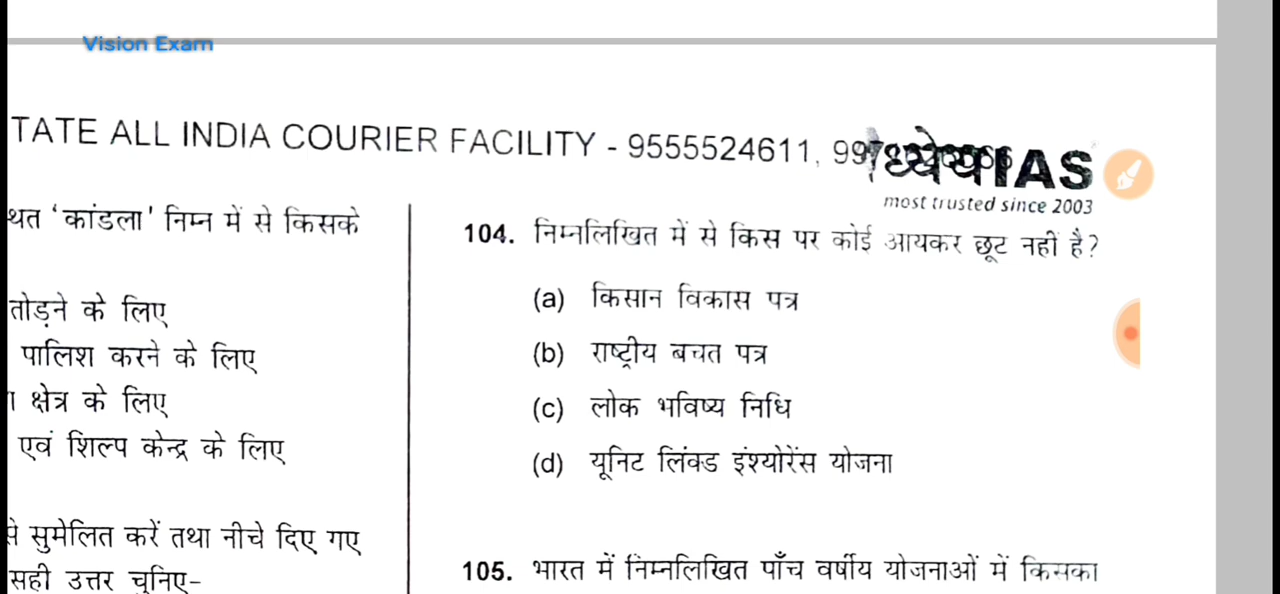 Vision Exam
TATE ALL INDIA COURIER FACILITY - 9555524611,
ध्येय IAS
most trusted since 2003
थत 'कांडला' निम्न में से किसके
तोड़ने के लिए
पालिश करने के लिए
क्षेत्र के लिए
एवं शिल्प केन्द्र के लिए
से सुमेलित करें तथा नीचे दिए गए
सही उत्तर चुनिए-
104. निम्नलिखित में से किस पर कोई आयकर छूट नहीं है?
(a) किसान विकास पत्र
(b) राष्ट्रीय बचत पत्र
(c) लोक भविष्य निधि
(d) यूनिट लिंक्ड इंश्योरेंस योजना
105. भारत में निम्नलिखित पाँच वर्षीय योजनाओं में किसका